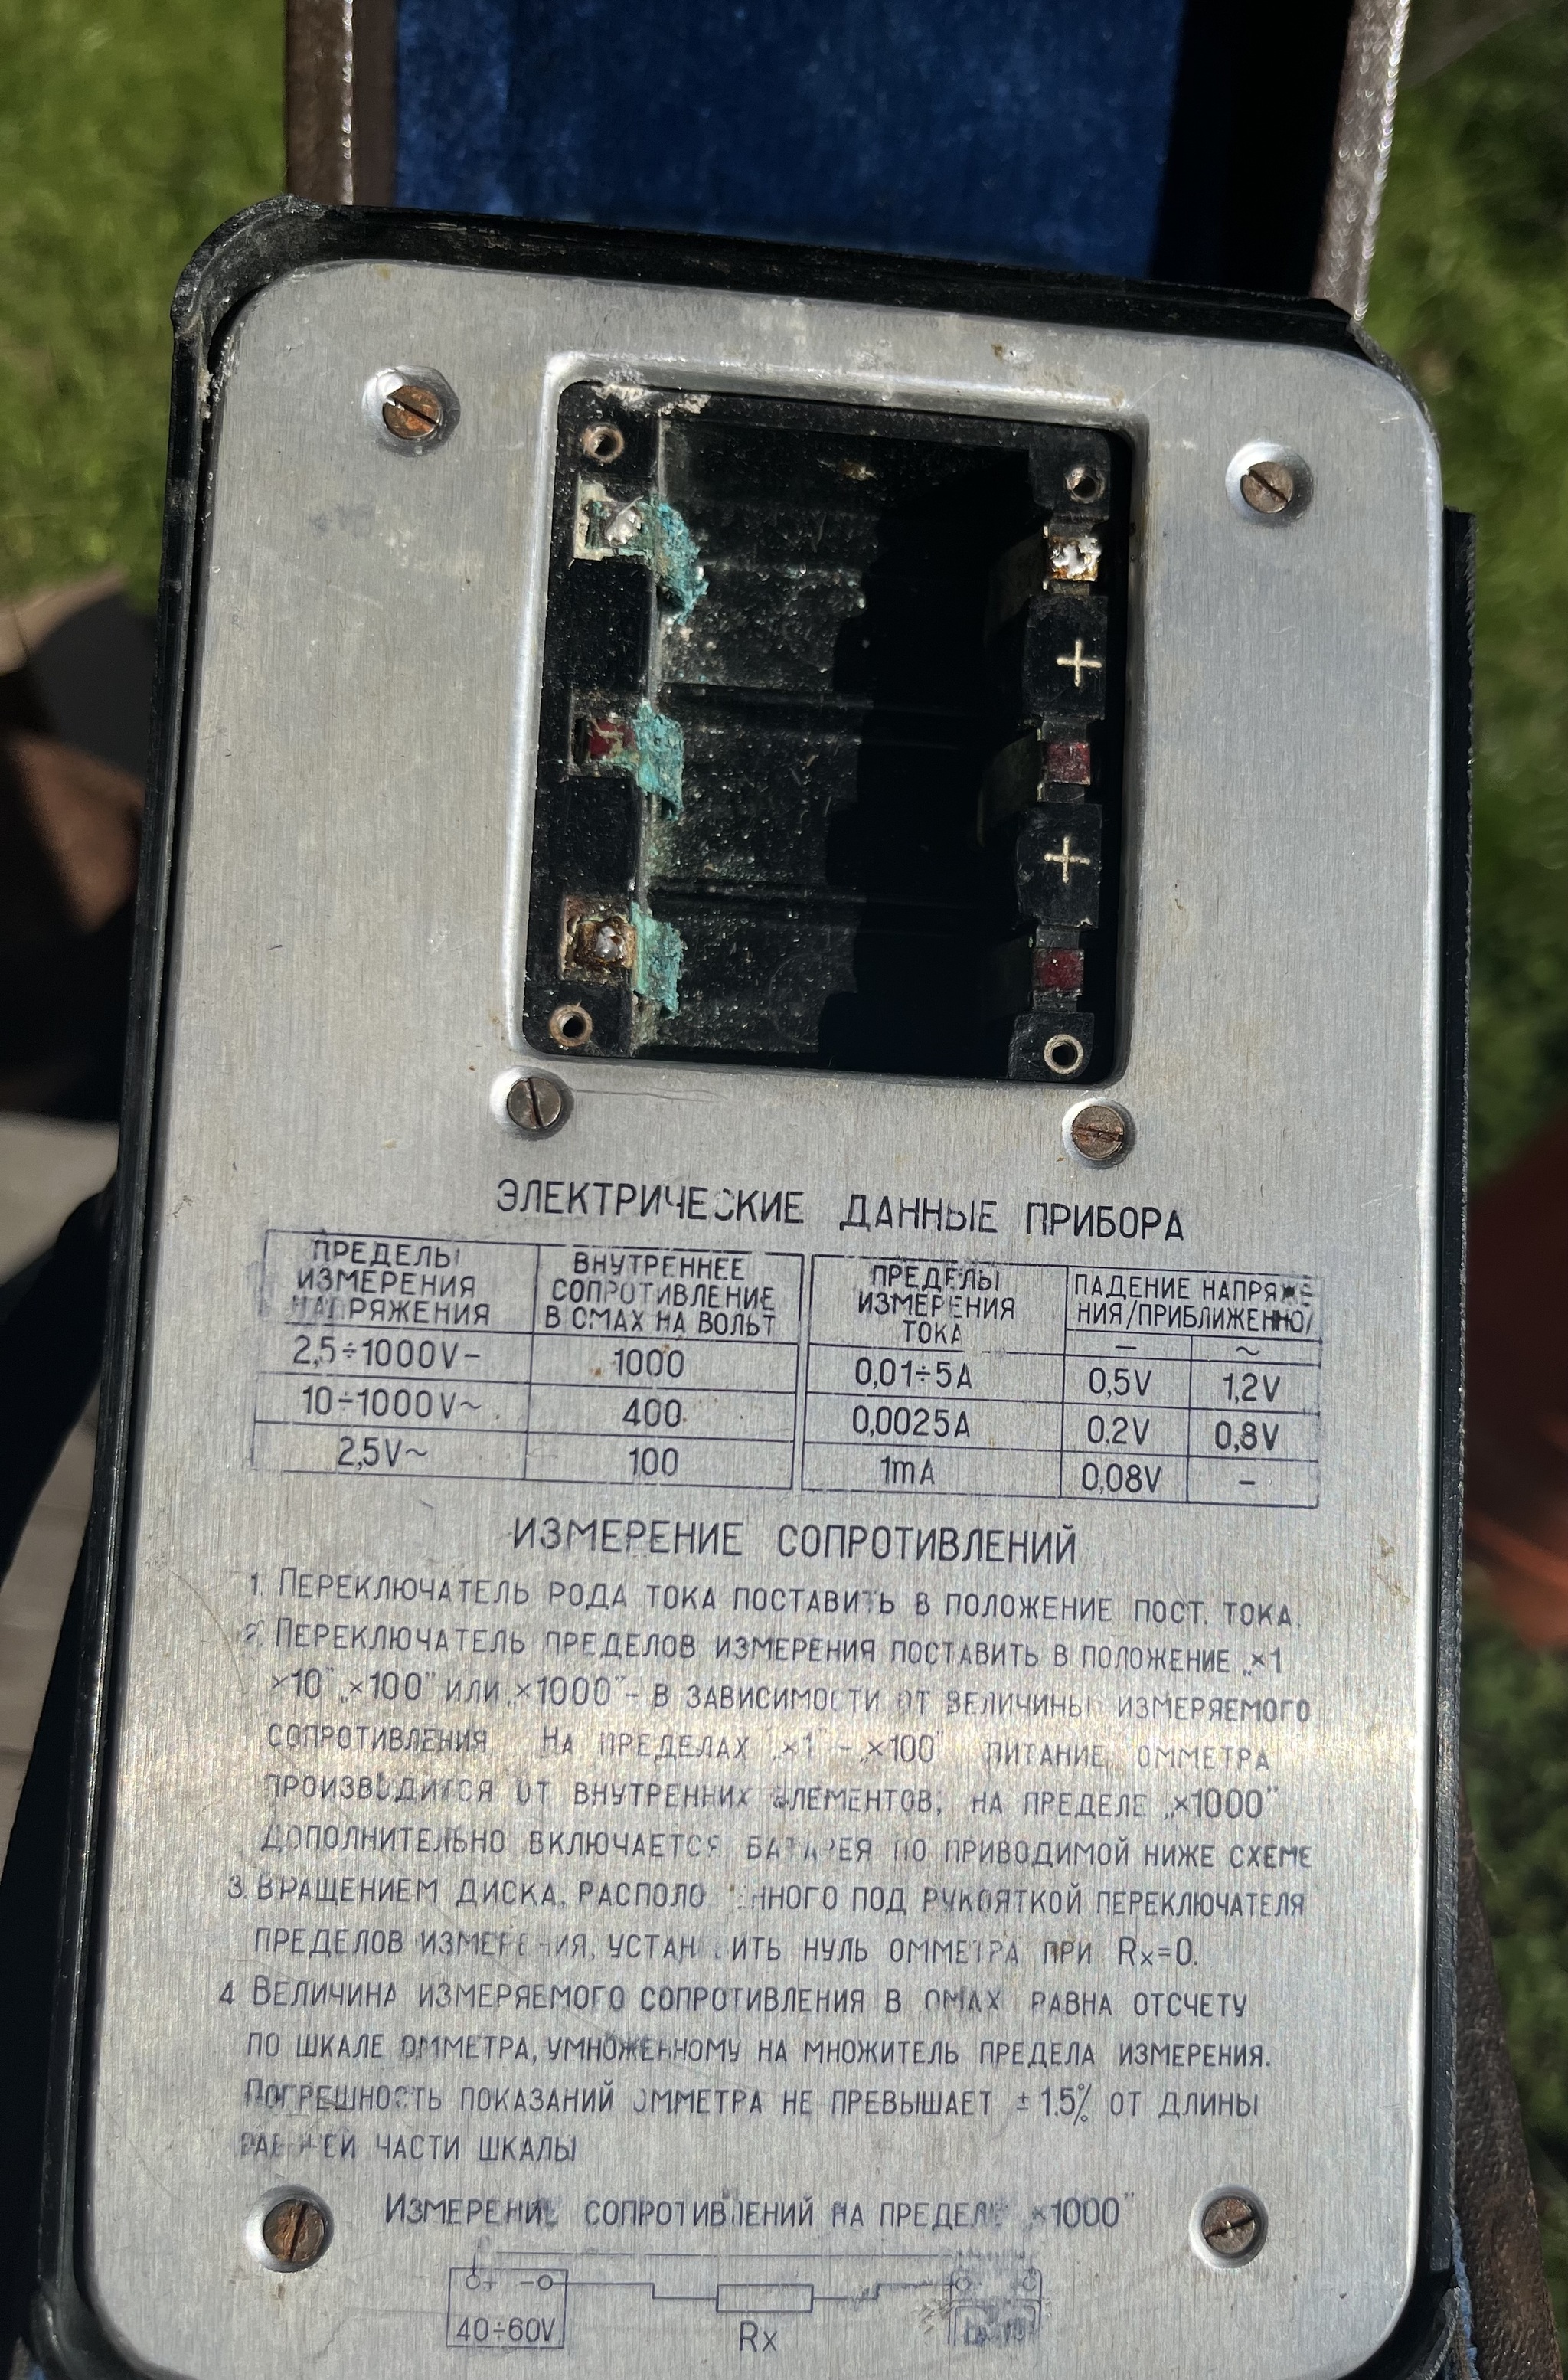 +
+
ЭЛЕКТРИЧЕСКИЕ ДАННЫЕ ПРИБОРА
ПРЕДЕЛЫ ИЗМЕРЕНИЯ НАПРЯЖЕНИЯ
ВНУТРЕННЕЕ СОПРОТИВЛЕНИЕ В ОМАХ НА ВОЛЬТ
ПРЕДЕЛЫ ИЗМЕРЕНИЯ ТОКА
ПАДЕНИЕ НАПРЯЖЕ
НИЯ/ПРИБЛИЖЕННО/
— ~
2,5÷1000V- 1000 0,01÷5A 0,5V 1,2V
10÷1000V~ 400 0,0025A 0.2V 0,8V
2,5V~ 100 1mA 0,08V -
ИЗМЕРЕНИЕ СОПРОТИВЛЕНИЙ
1. ПЕРЕКЛЮЧАТЕЛЬ РОДА ТОКА ПОСТАВИТЬ В ПОЛОЖЕНИЕ ПОСТ. ТОКА.
2. ПЕРЕКЛЮЧАТЕЛЬ ПРЕДЕЛОВ ИЗМЕРЕНИЯ ПОСТАВИТЬ В ПОЛОЖЕНИЕ „×1
×10" „×100" ИЛИ „×1000"- В ЗАВИСИМОСТИ ОТ ВЕЛИЧИНЫ ИЗМЕРЯЕМОГО
СОПРОТИВЛЕНИЯ. НА ПРЕДЕЛАХ „×1" - „×100" ПИТАНИЕ ОММЕТРА
ПРОИЗВОДИТСЯ ОТ ВНУТРЕННИХ ЭЛЕМЕНТОВ; НА ПРЕДЕЛЕ „×1000"
ДОПОЛНИТЕЛЬНО ВКЛЮЧАЕТСЯ БАТАРЕЯ ПО ПРИВОДИМОЙ НИЖЕ СХЕМЕ
3. ВРАЩЕНИЕМ ДИСКА, РАСПОЛОЖЕННОГО ПОД РУКОЯТКОЙ ПЕРЕКЛЮЧАТЕЛЯ
ПРЕДЕЛОВ ИЗМЕРЕНИЯ, УСТАНОВИТЬ НУЛЬ ОММЕТРА ПРИ Rx=0.
4 ВЕЛИЧИНА ИЗМЕРЯЕМОГО СОПРОТИВЛЕНИЯ В ОМАХ РАВНА ОТСЧЕТУ
ПО ШКАЛЕ ОММЕТРА, УМНОЖЕННОМУ НА МНОЖИТЕЛЬ ПРЕДЕЛА ИЗМЕРЕНИЯ.
ПОГРЕШНОСТЬ ПОКАЗАНИЙ ОММЕТРА НЕ ПРЕВЫШАЕТ ±1.5% ОТ ДЛИНЫ
РАБОЧЕЙ ЧАСТИ ШКАЛЫ
ИЗМЕРЕНИЕ СОПРОТИВЛЕНИЙ НА ПРЕДЕЛЕ „×1000"
+ -
40÷60V Rx